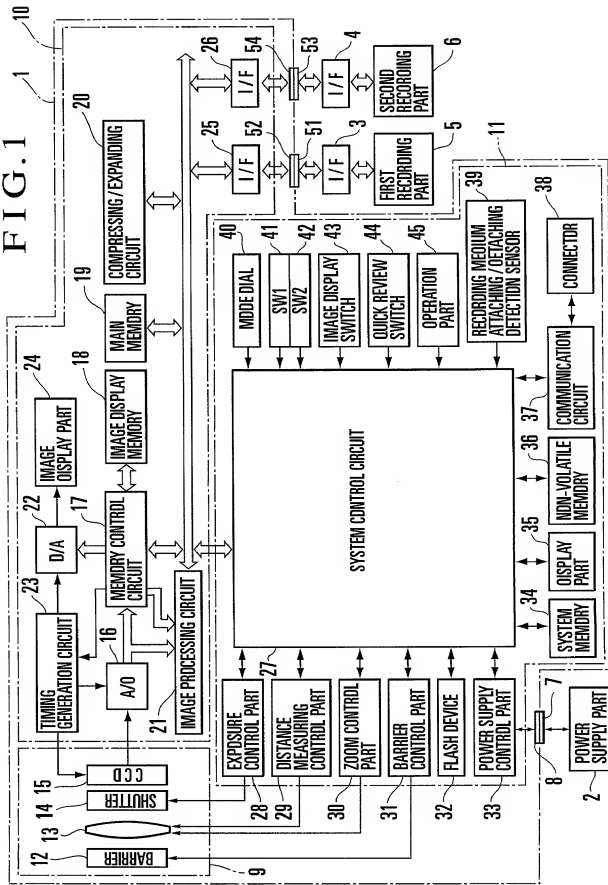 FIG.1
1
10
9
12
BARRIER
13
14
SHUTTER
15
CCD
23
TIMING
GENERATION CIRCUIT
22
D/A
24
IMAGE
DISPLAY PART
16
A/O
17
MEMORY CONTROL
CIRCUIT
18
IMAGE DISPLAY
MEMORY
19
MAIN
MEMORY
20
COMPRESSING/EXPANDING
CIRCUIT
21
IMAGE PRDCESSING CIRCUIT
25
I/F
26
I/F
52
51
54
53
3
I/F
4
I/F
5
FIRST RECORDING
PART
6
SECOND RECORDING
PART
11
27
SYSTEM CONTROL CIRCUIT
EXPDSURE
CONTROL PART
28
DISTANCE
MEASURING
CONTROL PART
29
ZOOM CONTROL
PART
30
BARRIER
CONTROL PART
31
FLASH DEVICE
32
POWER SUPPLY
CONTROL PART
33
40
MDDE DIAL
41
SW1
42
SW2
43
IMAGE DISPLAY
SWITCH
44
QUICK REVIEW
SWITCH
45
OPERATION
PART
39
RECORDING MEDIUM
ATTACHING/DETACHING
DETECTION SENSOR
34
SYSTEM
MEMORY
35
OISPLAY
PART
36
NDN-VOLATILE
MEMORY
37
COMMUNICATION
CIRCUIT
38
CONNECTOR
7
8
2
POWER SUPPLY
PART